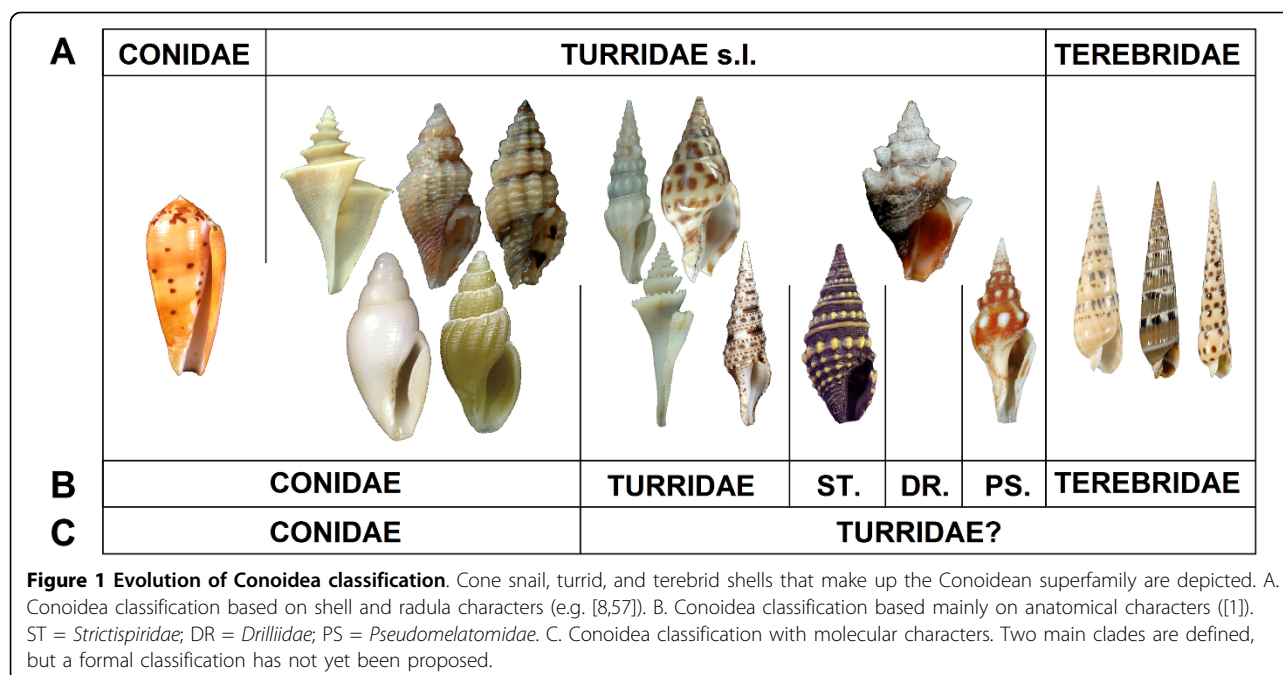 A CONIDAE TURRIDAE s.l. TEREBRIDAE
B CONIDAE TURRIDAE ST. DR. PS. TEREBRIDAE
C CONIDAE TURRIDAE?
Figure 1 Evolution of Conoidea classification. Cone snail, turrid, and terebrid shells that make up the Conoidean superfamily are depicted. A.
Conoidea classification based on shell and radula characters (e.g. [8,57]). B. Conoidea classification based mainly on anatomical characters ([1]).
ST = Strictispiridae; DR = Drilliidae; PS = Pseudomelatomidae. C. Conoidea classification with molecular characters. Two main clades are defined,
but a formal classification has not yet been proposed.